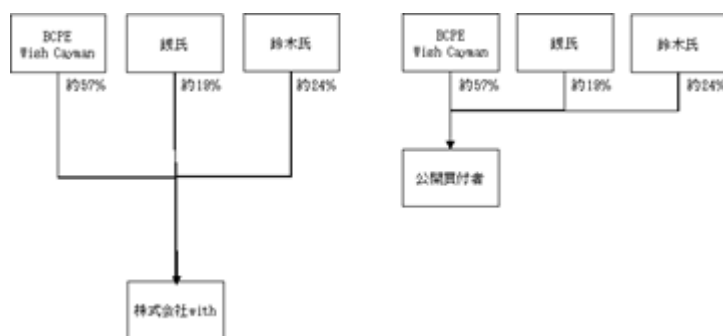 BCPE
Wish Cayman
銕氏
鈴木氏
約57%
約19%
約24%
株式会社with
BCPE
Wish Cayman
銕氏
鈴木氏
約57%
約19%
約24%
公開買付者